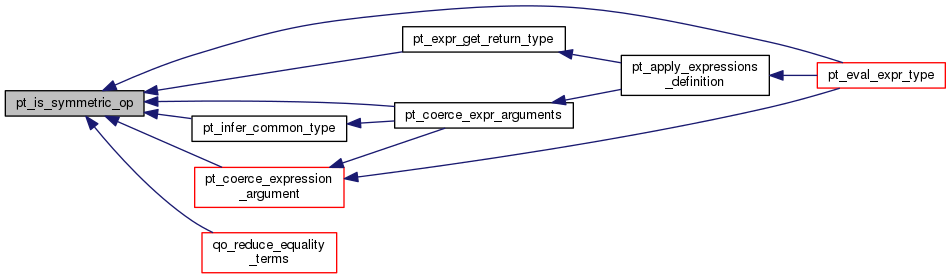 pt_is_symmetric_op
pt_expr_get_return_type
pt_apply_expressions
_definition
pt_eval_expr_type
pt_coerce_expr_arguments
pt_infer_common_type
pt_coerce_expression
_argument
qo_reduce_equality
_terms